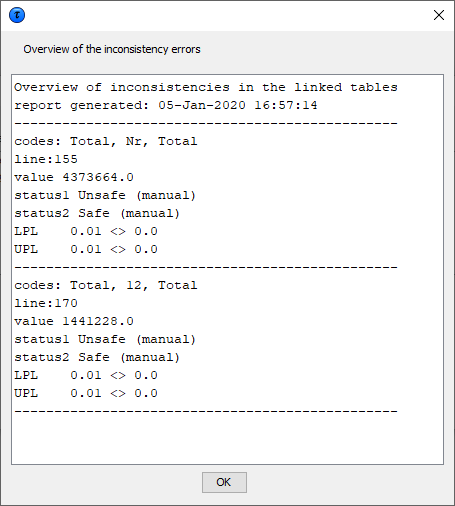 Overview of the inconsistency errors
Overview of inconsistencies in the linked tables
report generated: 05-Jan-2020 16:57:14
------------------------------------------------
codes: Total, Nr, Total
line:155
value 4373664.0
status1 Unsafe (manual)
status2 Safe (manual)
LPL    0.01 <> 0.0
UPL    0.01 <> 0.0
------------------------------------------------
codes: Total, 12, Total
line:170
value 1441228.0
status1 Unsafe (manual)
status2 Safe (manual)
LPL    0.01 <> 0.0
UPL    0.01 <> 0.0
------------------------------------------------
OK